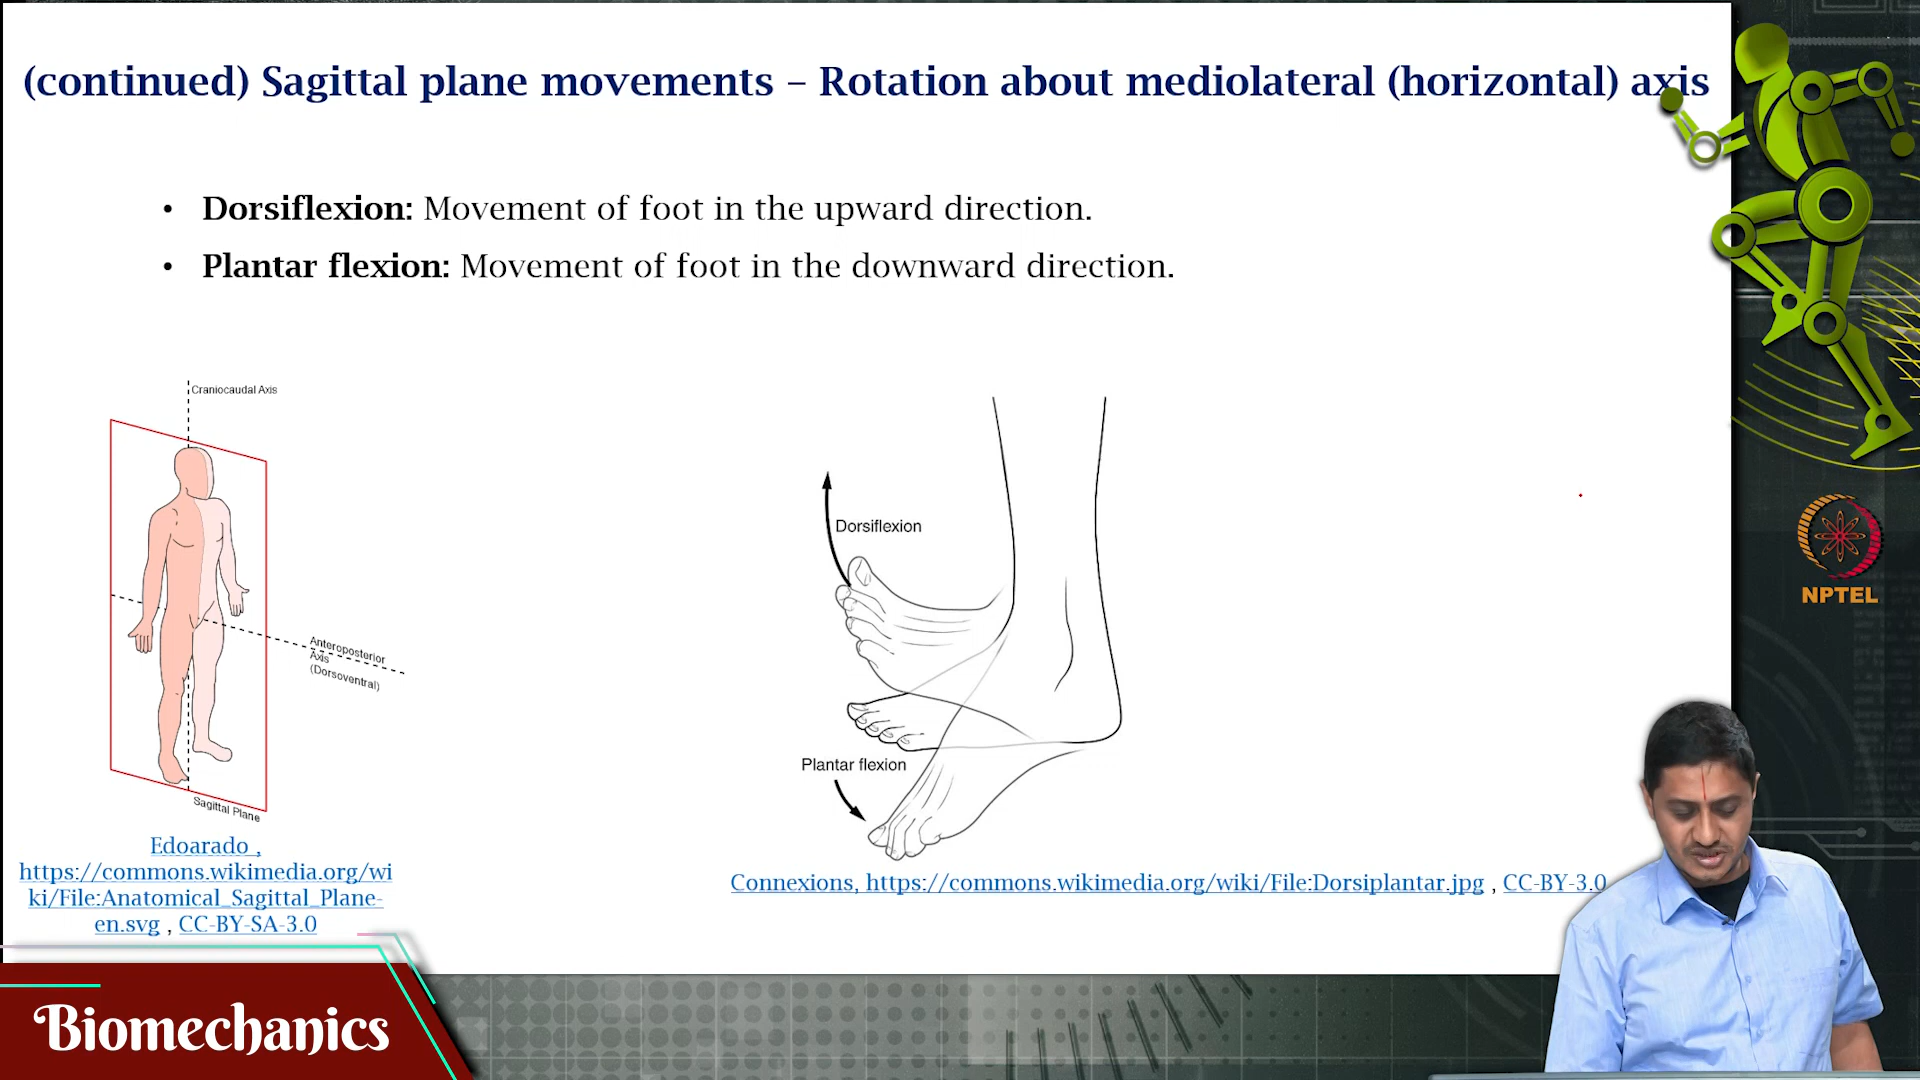 (continued) Sagittal plane movements – Rotation about mediolateral (horizontal) axis
• Dorsiflexion: Movement of foot in the upward direction.
• Plantar flexion: Movement of foot in the downward direction.
Craniocaudal Axis
Anteroposterior
Axis
(Dorsoventral)
Sagittal Plane
Edoarado ,
https://commons.wikimedia.org/wi
ki/File:Anatomical_Sagittal_Plane-
en.svg , CC-BY-SA-3.0
Dorsiflexion
Plantar flexion
Connexions, https://commons.wikimedia.org/wiki/File:Dorsiplantar.jpg , CC-BY-3.0
NPTEL
Biomechanics